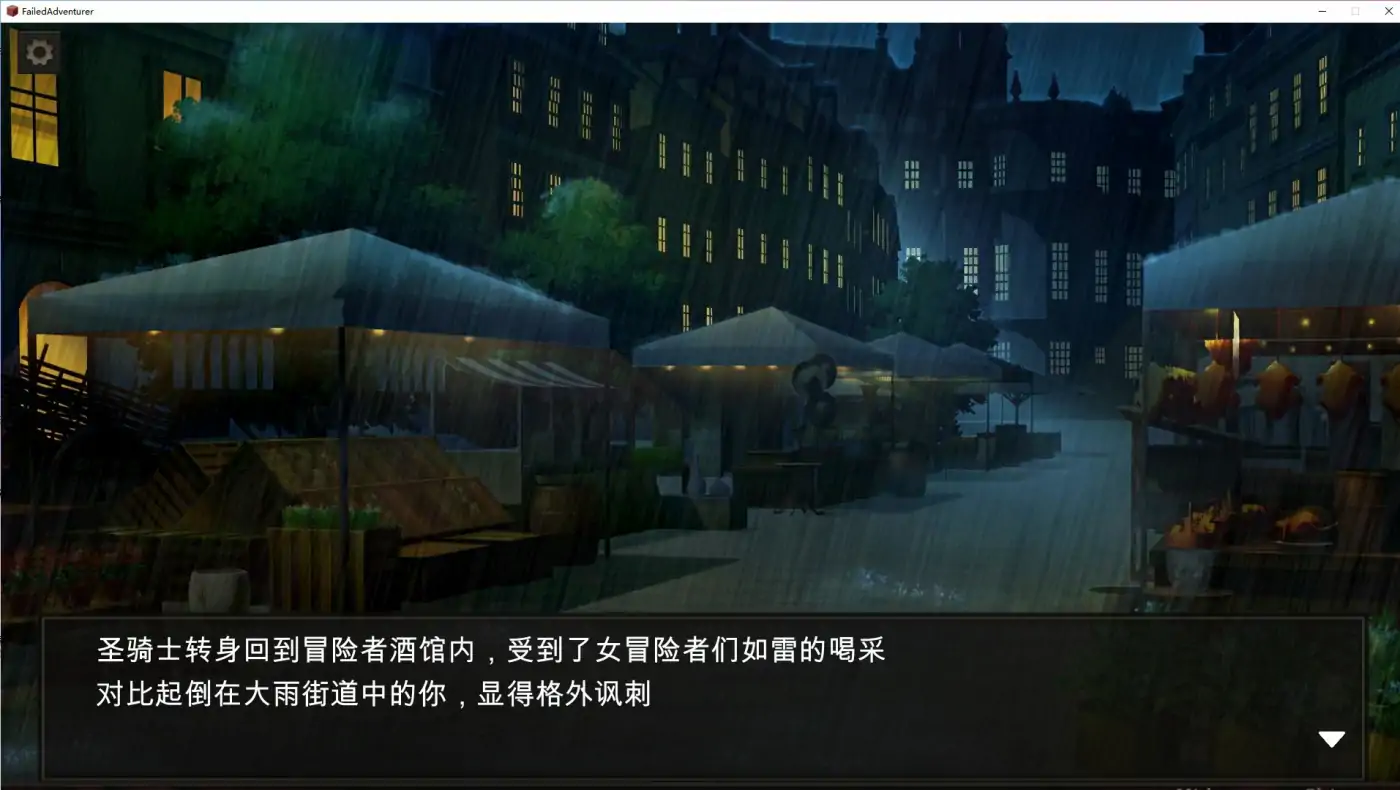 FailedAdventurer
圣骑士转身回到冒险者酒馆内，受到了女冒险者们如雷的喝采
对比起倒在大雨街道中的你，显得格外讽刺